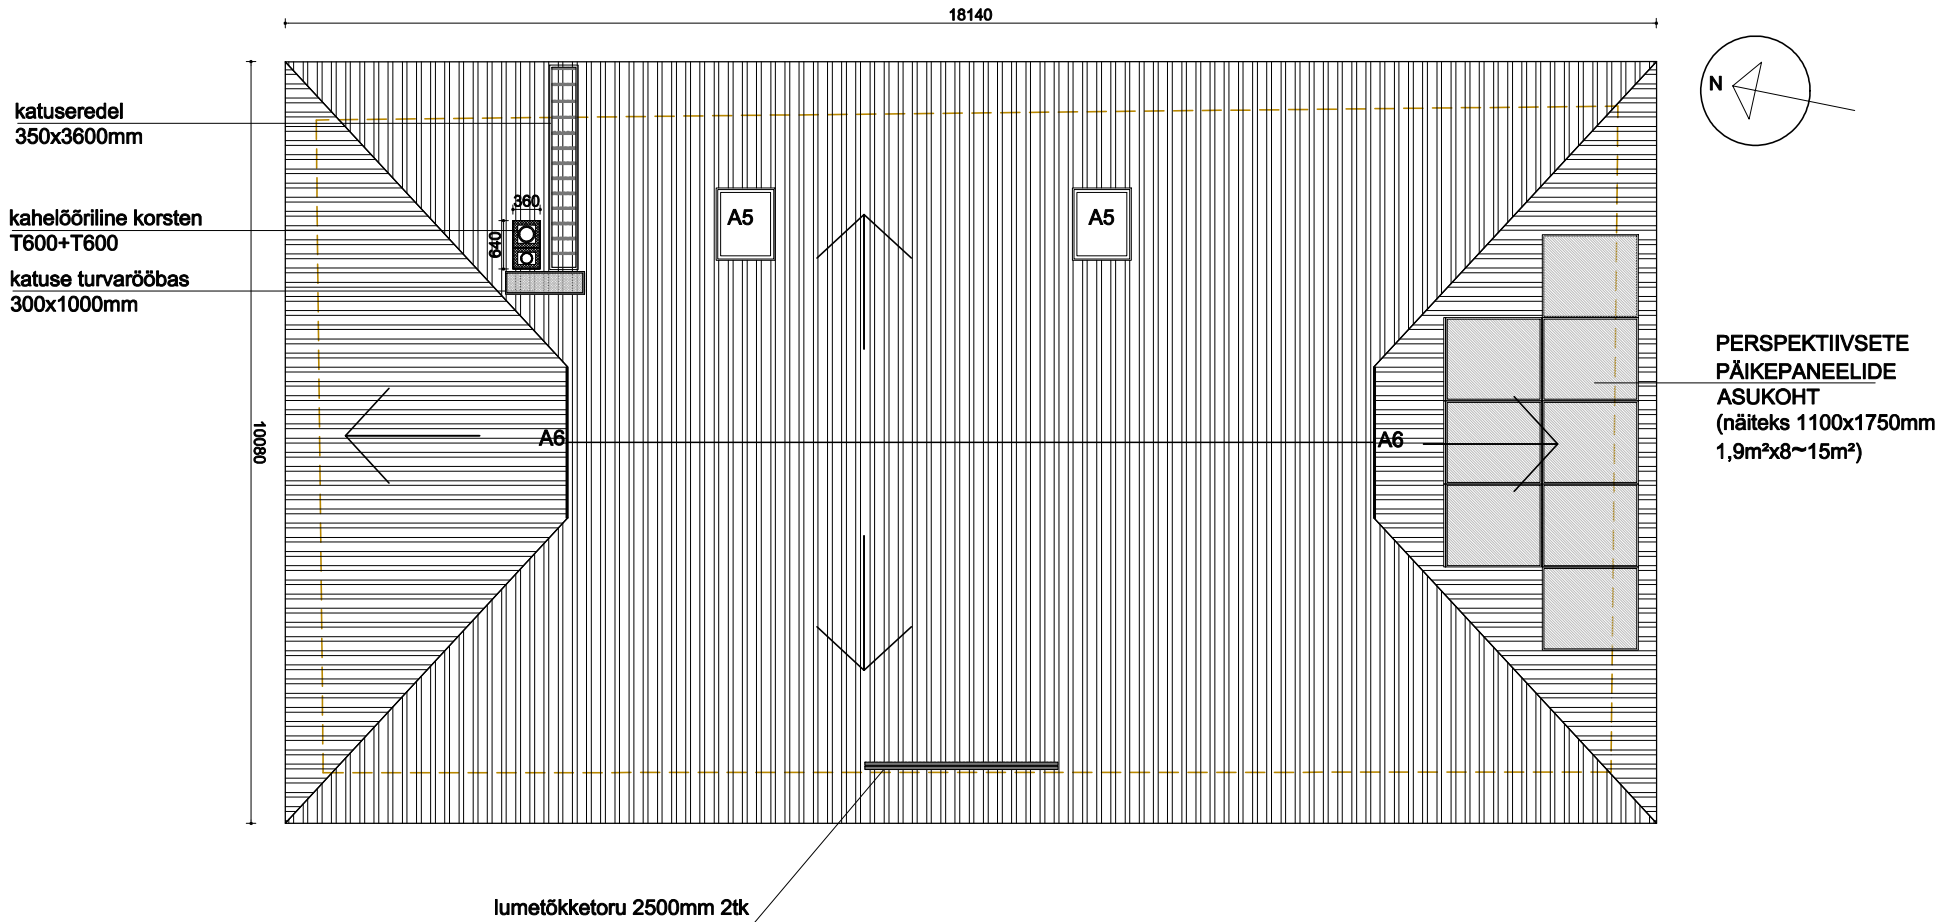 18140
N
katuseredel
350x3600mm
360
kahelõõriline korsten
T600+T600
640
A5
A5
katuse turvarööbas
300x1000mm
PERSPEKTIIVSETE
PÄIKEPANEELIDE
ASUKOHT
(näiteks 1100x1750mm
1,9m²x8~15m²)
10080
A6
A6
lumetõkketoru 2500mm 2tk